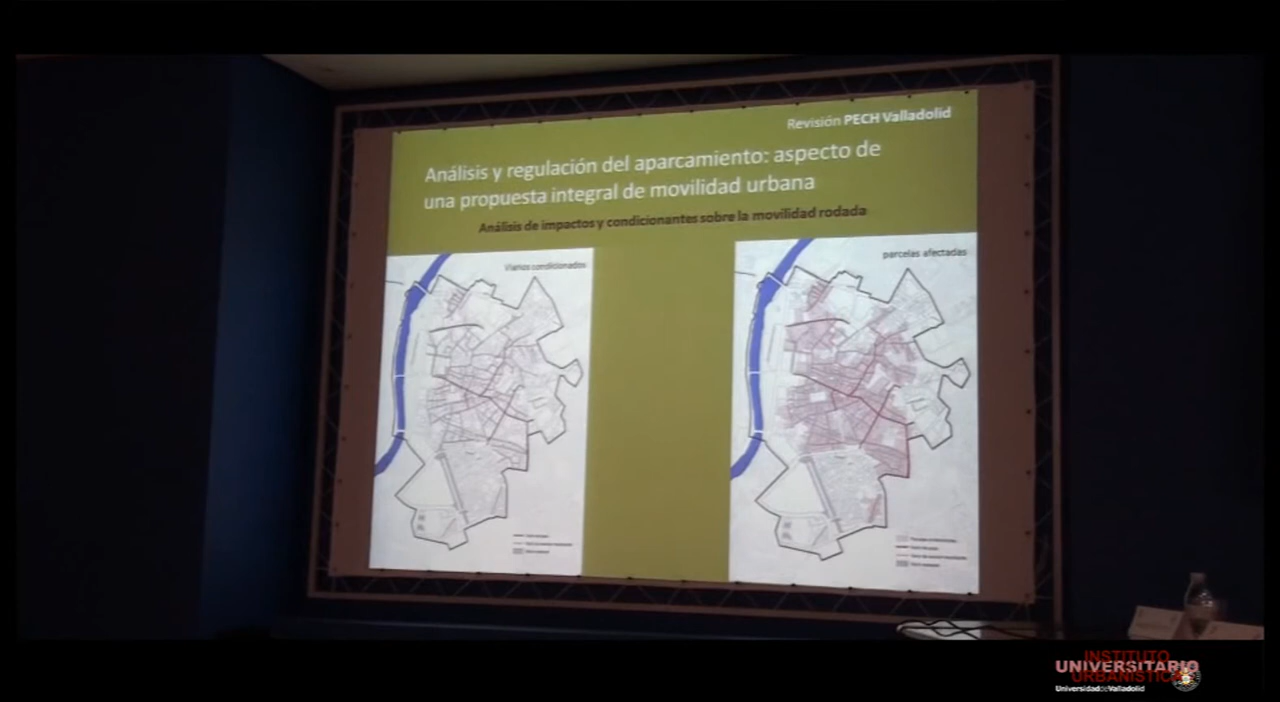 Revisión PECH Valladolid
Análisis y regulación del aparcamiento: aspecto de
una propuesta integral de movilidad urbana
Análisis de impactos y condicionantes sobre la movilidad rodada
Viarios condicionados
parcelas afectadas
INSTITUTO
UNIVERSITARIO
URBANÍSTICA
Universidad de Valladolid